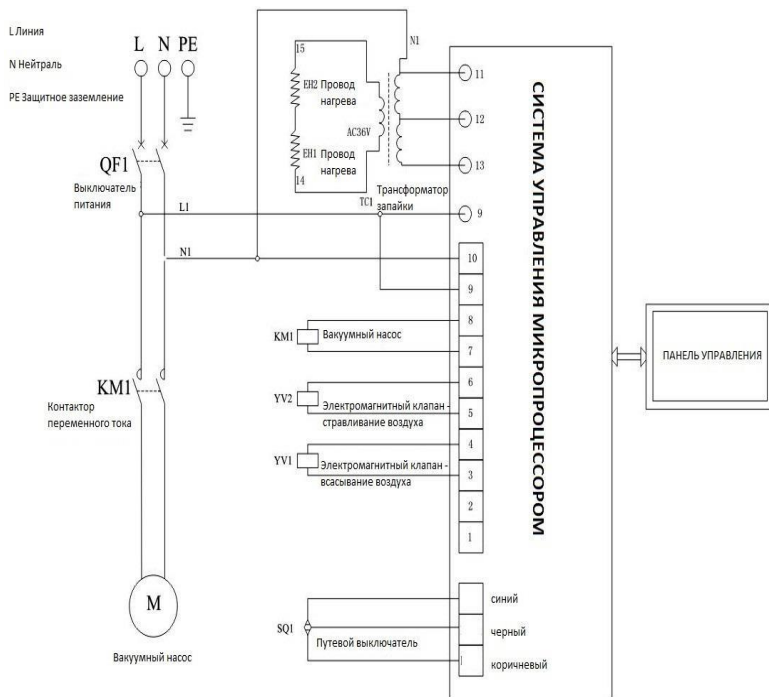 L Линия
N Нейтраль
PE Защитное заземление
L N PE
QF1
Выключатель
питания
L1
N1
KM1
Контактор
переменного тока
M
Вакуумный насос
15
EH2 Провод
нагрева
EH1 Провод
нагрева
14
AC36V
TC1
Трансформатор
запайки
N1
11
12
13
9
10
9
8
7
6
5
4
3
2
1
KM1 Вакуумный насос
YV2 Электромагнитный клапан -
стравливание воздуха
YV1 Электромагнитный клапан -
всасывание воздуха
SQ1 Путевой выключатель
синий
черный
коричневый
СИСТЕМА УПРАВЛЕНИЯ МИКРОПРОЦЕССОРОМ
ПАНЕЛЬ УПРАВЛЕНИЯ